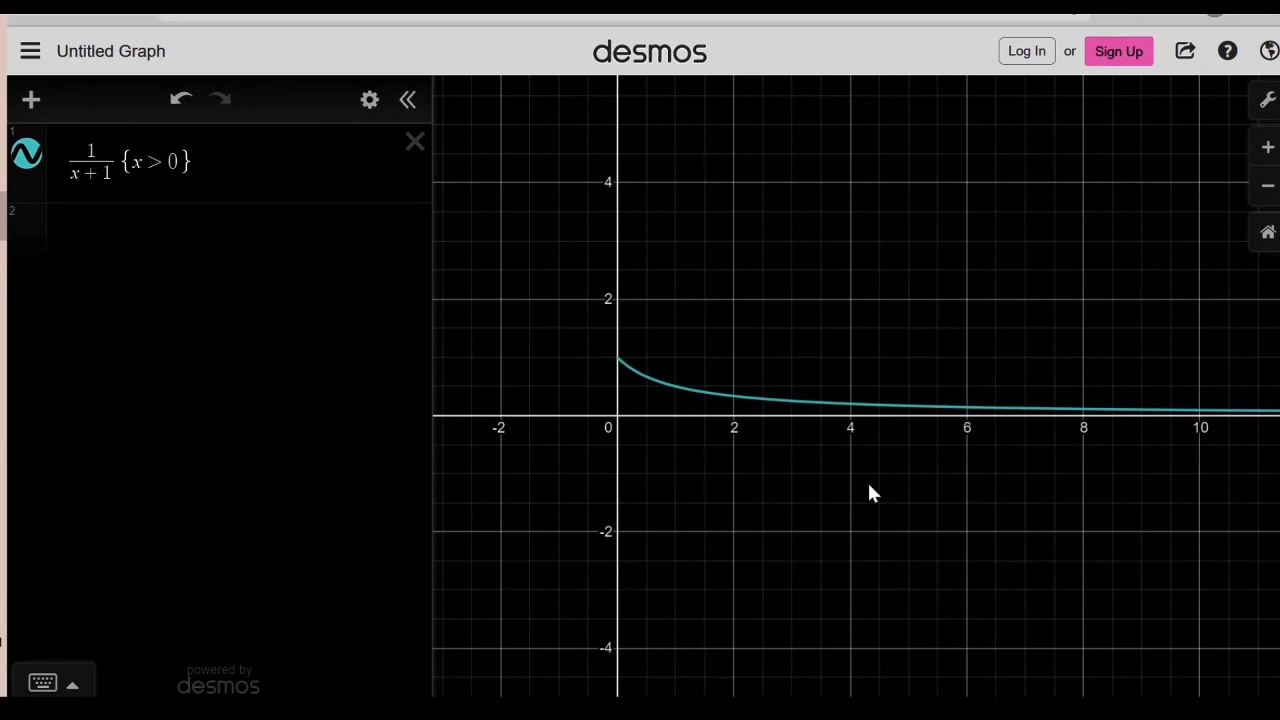 Untitled Graph
desmos
Log In or Sign Up
1
1/(x + 1) {x > 0}
2
4
2
-2 0 2 4 6 8 10
-2
-4
powered by
desmos